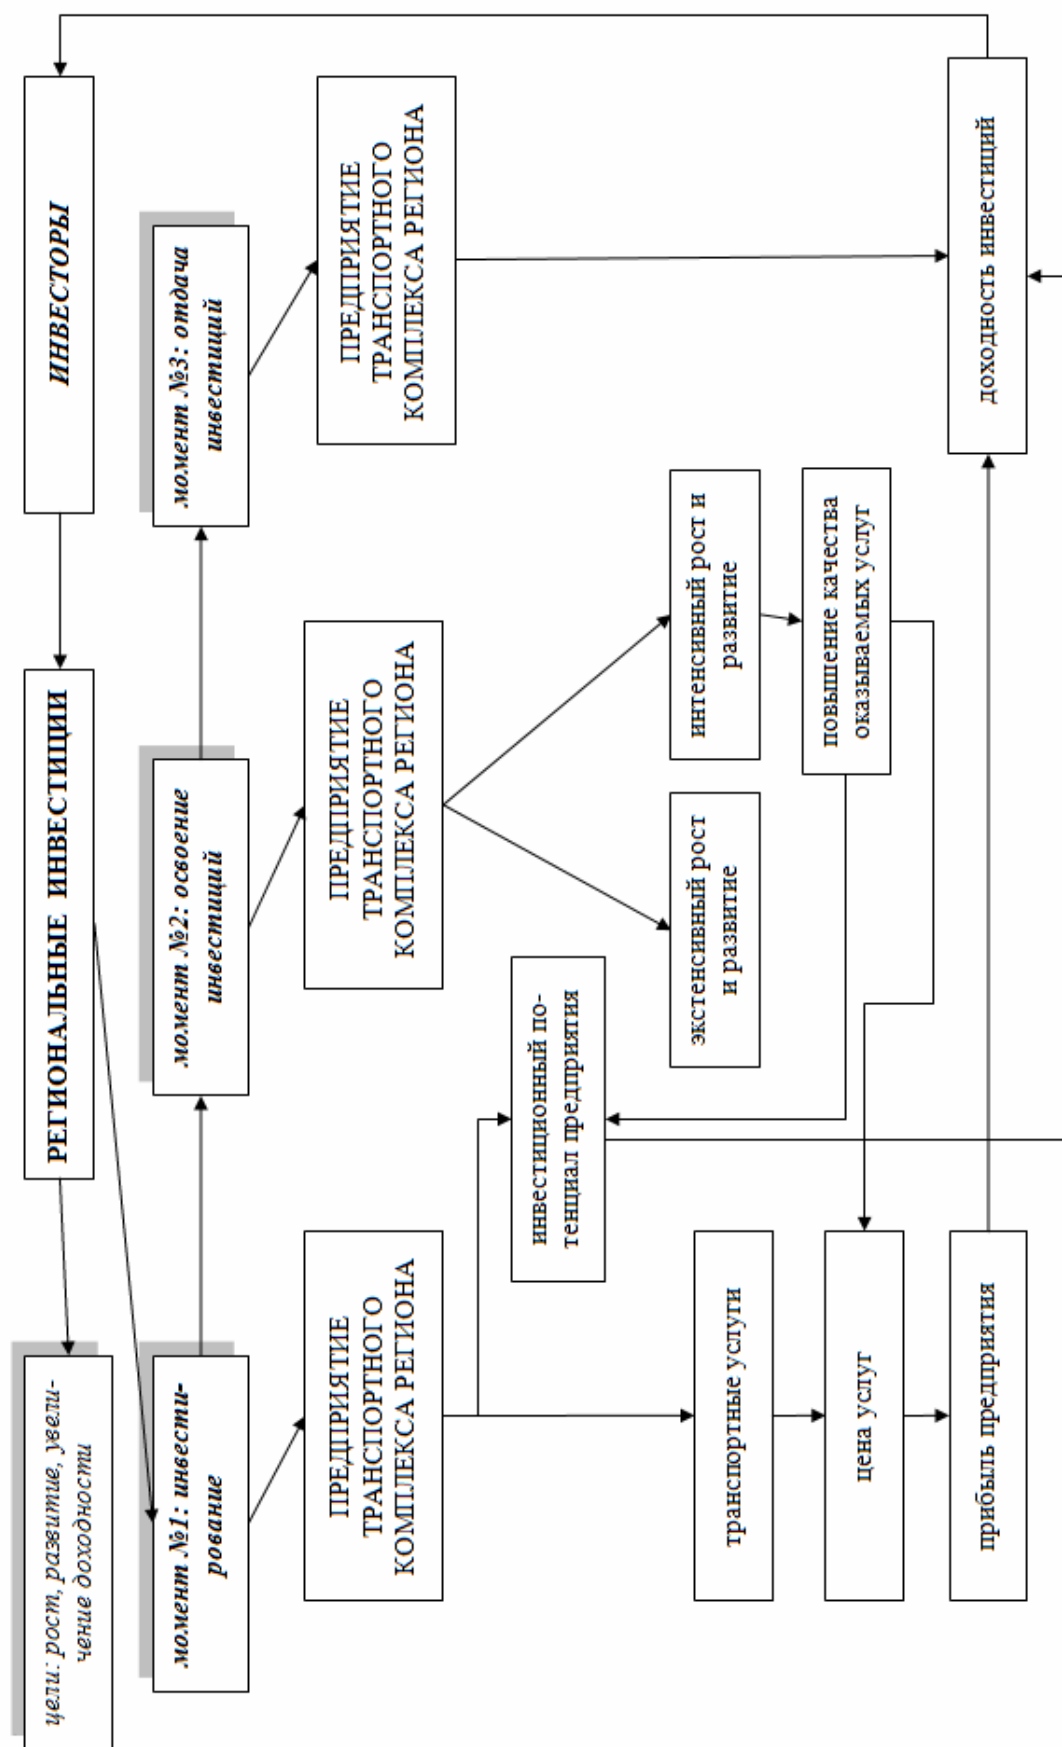 цели: рост, развитие, увели-
чение доходности
РЕГИОНАЛЬНЫЕ ИНВЕСТИЦИИ
ИНВЕСТОРЫ
момент №1: инвести-
рование
момент №2: освоение
инвестиций
момент №3: отдача
инвестиций
ПРЕДПРИЯТИЕ
ТРАНСПОРТНОГО
КОМПЛЕКСА РЕГИОНА
ПРЕДПРИЯТИЕ
ТРАНСПОРТНОГО
КОМПЛЕКСА РЕГИОНА
ПРЕДПРИЯТИЕ
ТРАНСПОРТНОГО
КОМПЛЕКСА РЕГИОНА
инвестиционный по-
тенциал предприятия
транспортные услуги
экстенсивный рост
и развитие
интенсивный рост и
развитие
цена услуг
повышение качества
оказываемых услуг
прибыль предприятия
доходность инвестиций